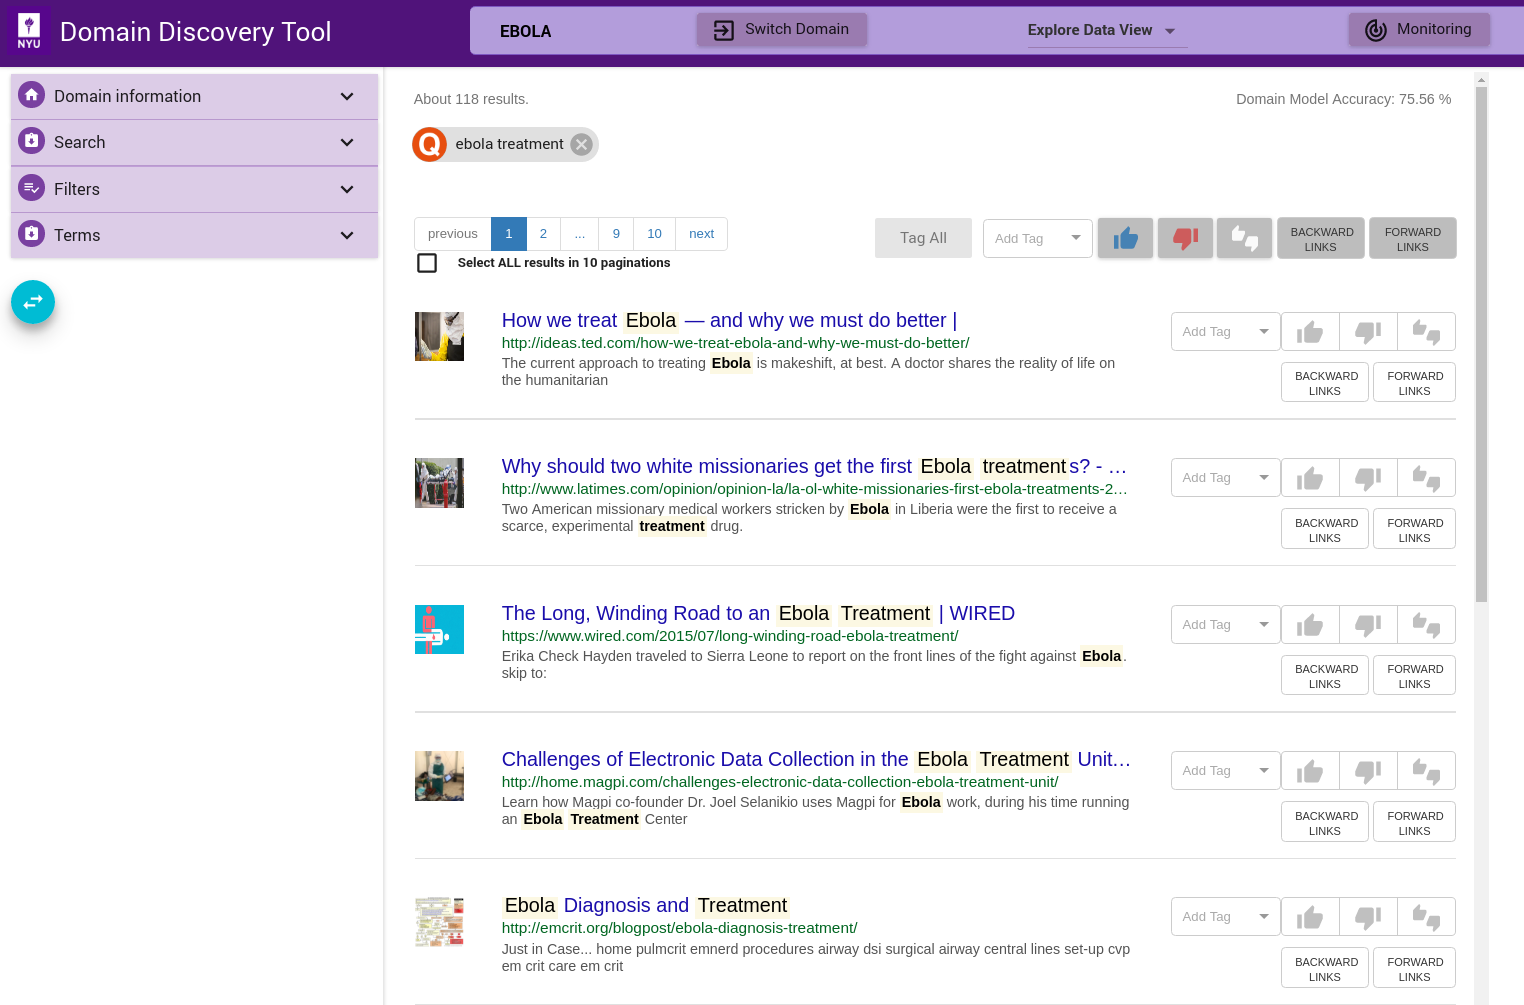 NYU
Domain Discovery Tool
EBOLA
Switch Domain
Explore Data View
Monitoring
Domain information
Search
Filters
Terms
About 118 results.
Domain Model Accuracy: 75.56 %
Q ebola treatment
previous 1 2 ... 9 10 next
Tag All
Add Tag
BACKWARD LINKS
FORWARD LINKS
Select ALL results in 10 paginations
How we treat Ebola — and why we must do better |
http://ideas.ted.com/how-we-treat-ebola-and-why-we-must-do-better/
The current approach to treating Ebola is makeshift, at best. A doctor shares the reality of life on
the humanitarian
Add Tag
BACKWARD LINKS
FORWARD LINKS
Why should two white missionaries get the first Ebola treatments? - …
http://www.latimes.com/opinion/opinion-la/la-ol-white-missionaries-first-ebola-treatments-2…
Two American missionary medical workers stricken by Ebola in Liberia were the first to receive a
scarce, experimental treatment drug.
Add Tag
BACKWARD LINKS
FORWARD LINKS
The Long, Winding Road to an Ebola Treatment | WIRED
https://www.wired.com/2015/07/long-winding-road-ebola-treatment/
Erika Check Hayden traveled to Sierra Leone to report on the front lines of the fight against Ebola.
skip to:
Add Tag
BACKWARD LINKS
FORWARD LINKS
Challenges of Electronic Data Collection in the Ebola Treatment Unit…
http://home.magpi.com/challenges-electronic-data-collection-ebola-treatment-unit/
Learn how Magpi co-founder Dr. Joel Selanikio uses Magpi for Ebola work, during his time running
an Ebola Treatment Center
Add Tag
BACKWARD LINKS
FORWARD LINKS
Ebola Diagnosis and Treatment
http://emcrit.org/blogpost/ebola-diagnosis-treatment/
Just in Case... home pulmcrit emnerd procedures airway dsi surgical airway central lines set-up cvp
em crit care em crit
Add Tag
BACKWARD LINKS
FORWARD LINKS